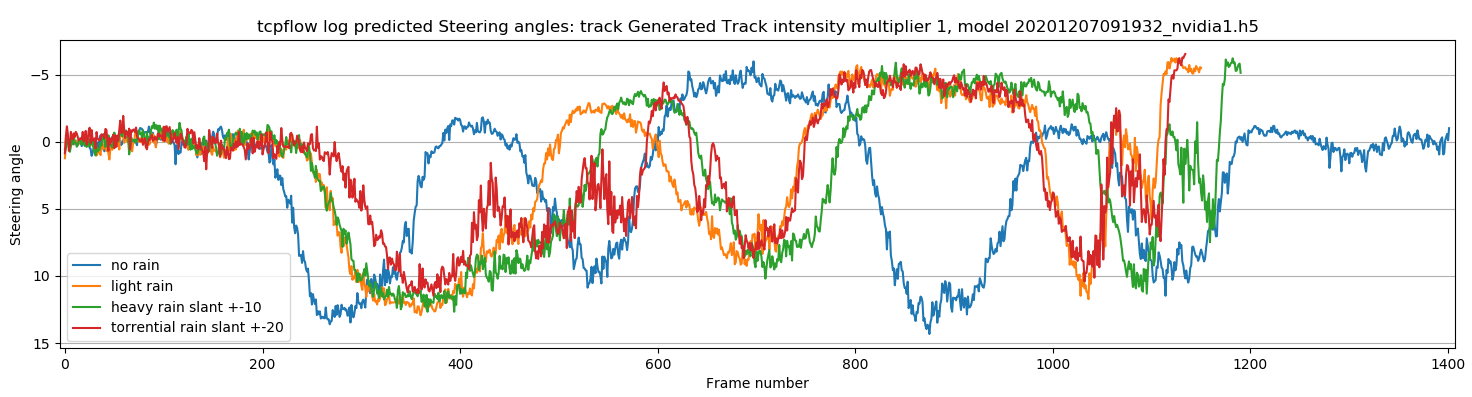 tcpflow log predicted Steering angles: track Generated Track intensity multiplier 1, model 20201207091932_nvidia1.h5
−5
0
5
10
15
Steering angle
no rain
light rain
heavy rain slant +-10
torrential rain slant +-20
0 200 400 600 800 1000 1200 1400
Frame number